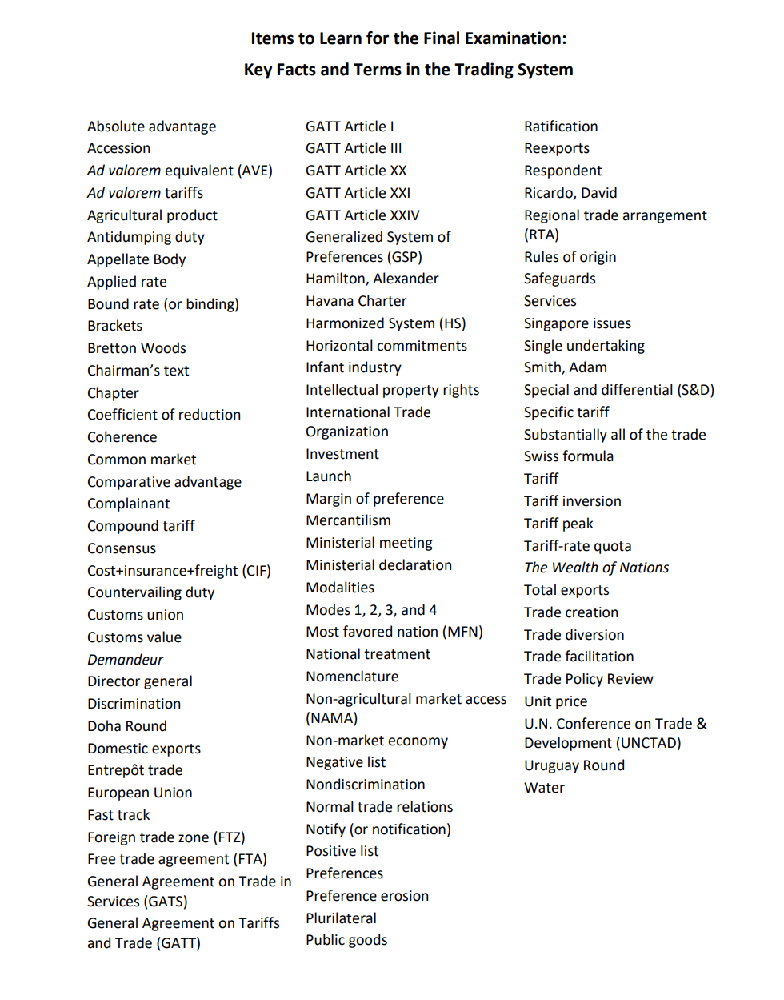 Items to Learn for the Final Examination:
Key Facts and Terms in the Trading System
Absolute advantage
Accession
Ad valorem equivalent (AVE)
Ad valorem tariffs
Agricultural product
Antidumping duty
Appellate Body
Applied rate
Bound rate (or binding)
Brackets
Bretton Woods
Chairman’s text
Chapter
Coefficient of reduction
Coherence
Common market
Comparative advantage
Complainant
Compound tariff
Consensus
Cost+insurance+freight (CIF)
Countervailing duty
Customs union
Customs value
Demandeur
Director general
Discrimination
Doha Round
Domestic exports
Entrepôt trade
European Union
Fast track
Foreign trade zone (FTZ)
Free trade agreement (FTA)
General Agreement on Trade in
Services (GATS)
General Agreement on Tariffs
and Trade (GATT)
GATT Article I
GATT Article III
GATT Article XX
GATT Article XXI
GATT Article XXIV
Generalized System of
Preferences (GSP)
Hamilton, Alexander
Havana Charter
Harmonized System (HS)
Horizontal commitments
Infant industry
Intellectual property rights
International Trade
Organization
Investment
Launch
Margin of preference
Mercantilism
Ministerial meeting
Ministerial declaration
Modalities
Modes 1, 2, 3, and 4
Most favored nation (MFN)
National treatment
Nomenclature
Non-agricultural market access
(NAMA)
Non-market economy
Negative list
Nondiscrimination
Normal trade relations
Notify (or notification)
Positive list
Preferences
Preference erosion
Plurilateral
Public goods
Ratification
Reexports
Respondent
Ricardo, David
Regional trade arrangement
(RTA)
Rules of origin
Safeguards
Services
Singapore issues
Single undertaking
Smith, Adam
Special and differential (S&D)
Specific tariff
Substantially all of the trade
Swiss formula
Tariff
Tariff inversion
Tariff peak
Tariff-rate quota
The Wealth of Nations
Total exports
Trade creation
Trade diversion
Trade facilitation
Trade Policy Review
Unit price
U.N. Conference on Trade &
Development (UNCTAD)
Uruguay Round
Water